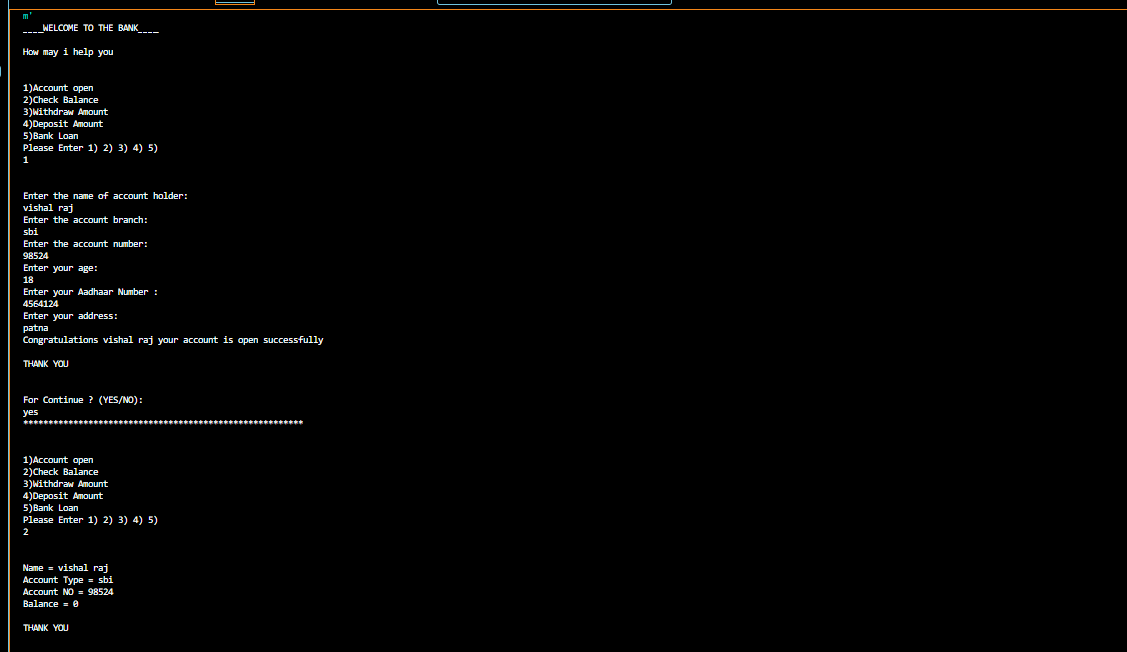 m'
____WELCOME TO THE BANK____
How may i help you
1)Account open
2)Check Balance
3)Withdraw Amount
4)Deposit Amount
5)Bank Loan
Please Enter 1) 2) 3) 4) 5)
1
Enter the name of account holder:
vishal raj
Enter the account branch:
sbi
Enter the account number:
98524
Enter your age:
18
Enter your Aadhaar Number :
4564124
Enter your address:
patna
Congratulations vishal raj your account is open successfully
THANK YOU
For Continue ? (YES/NO):
yes
********************************************************
1)Account open
2)Check Balance
3)Withdraw Amount
4)Deposit Amount
5)Bank Loan
Please Enter 1) 2) 3) 4) 5)
2
Name = vishal raj
Account Type = sbi
Account NO = 98524
Balance = 0
THANK YOU